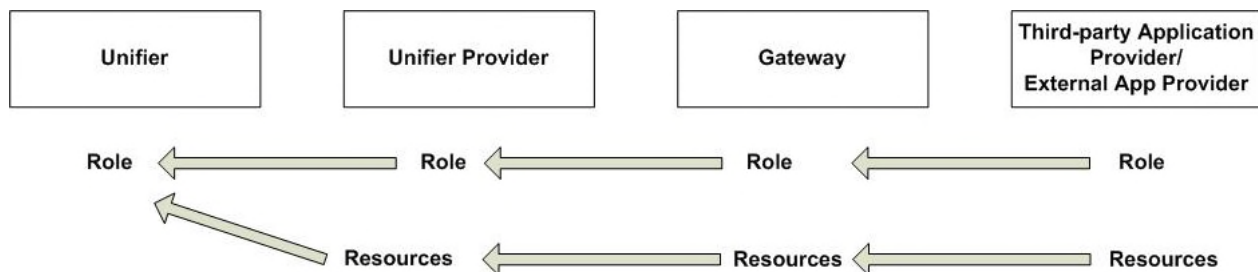 Unifier
Unifier Provider
Gateway
Third-party Application
Provider/
External App Provider
Role
Role
Role
Role
Resources
Resources
Resources